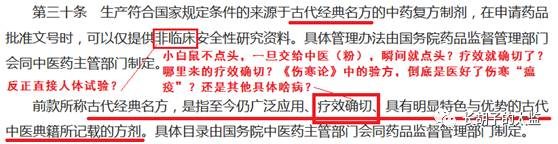 第三十条　生产符合国家规定条件的来源于古代经典名方的中药复方制剂，在申请药品
批准文号时，可以仅提供非临床安全性研究资料。具体管理办法由国务院药品监督管理部门
会同中医药主管部门制定。
小白鼠不点头，一旦交给中医（粉），瞬间就点头？疗效就确切了？
反正直接人体试验？
哪里来的疗效确切？《伤寒论》中的验方，倒底是医好了伤寒“瘟
疫”？还是其他具体啥病？
前款所称古代经典名方，是指至今仍广泛应用、疗效确切、具有明显特色与优势的古代
中医典籍所记载的方剂。具体目录由国务院中医药主管部门会同药品监督管理部门制定。
长胡子的太监